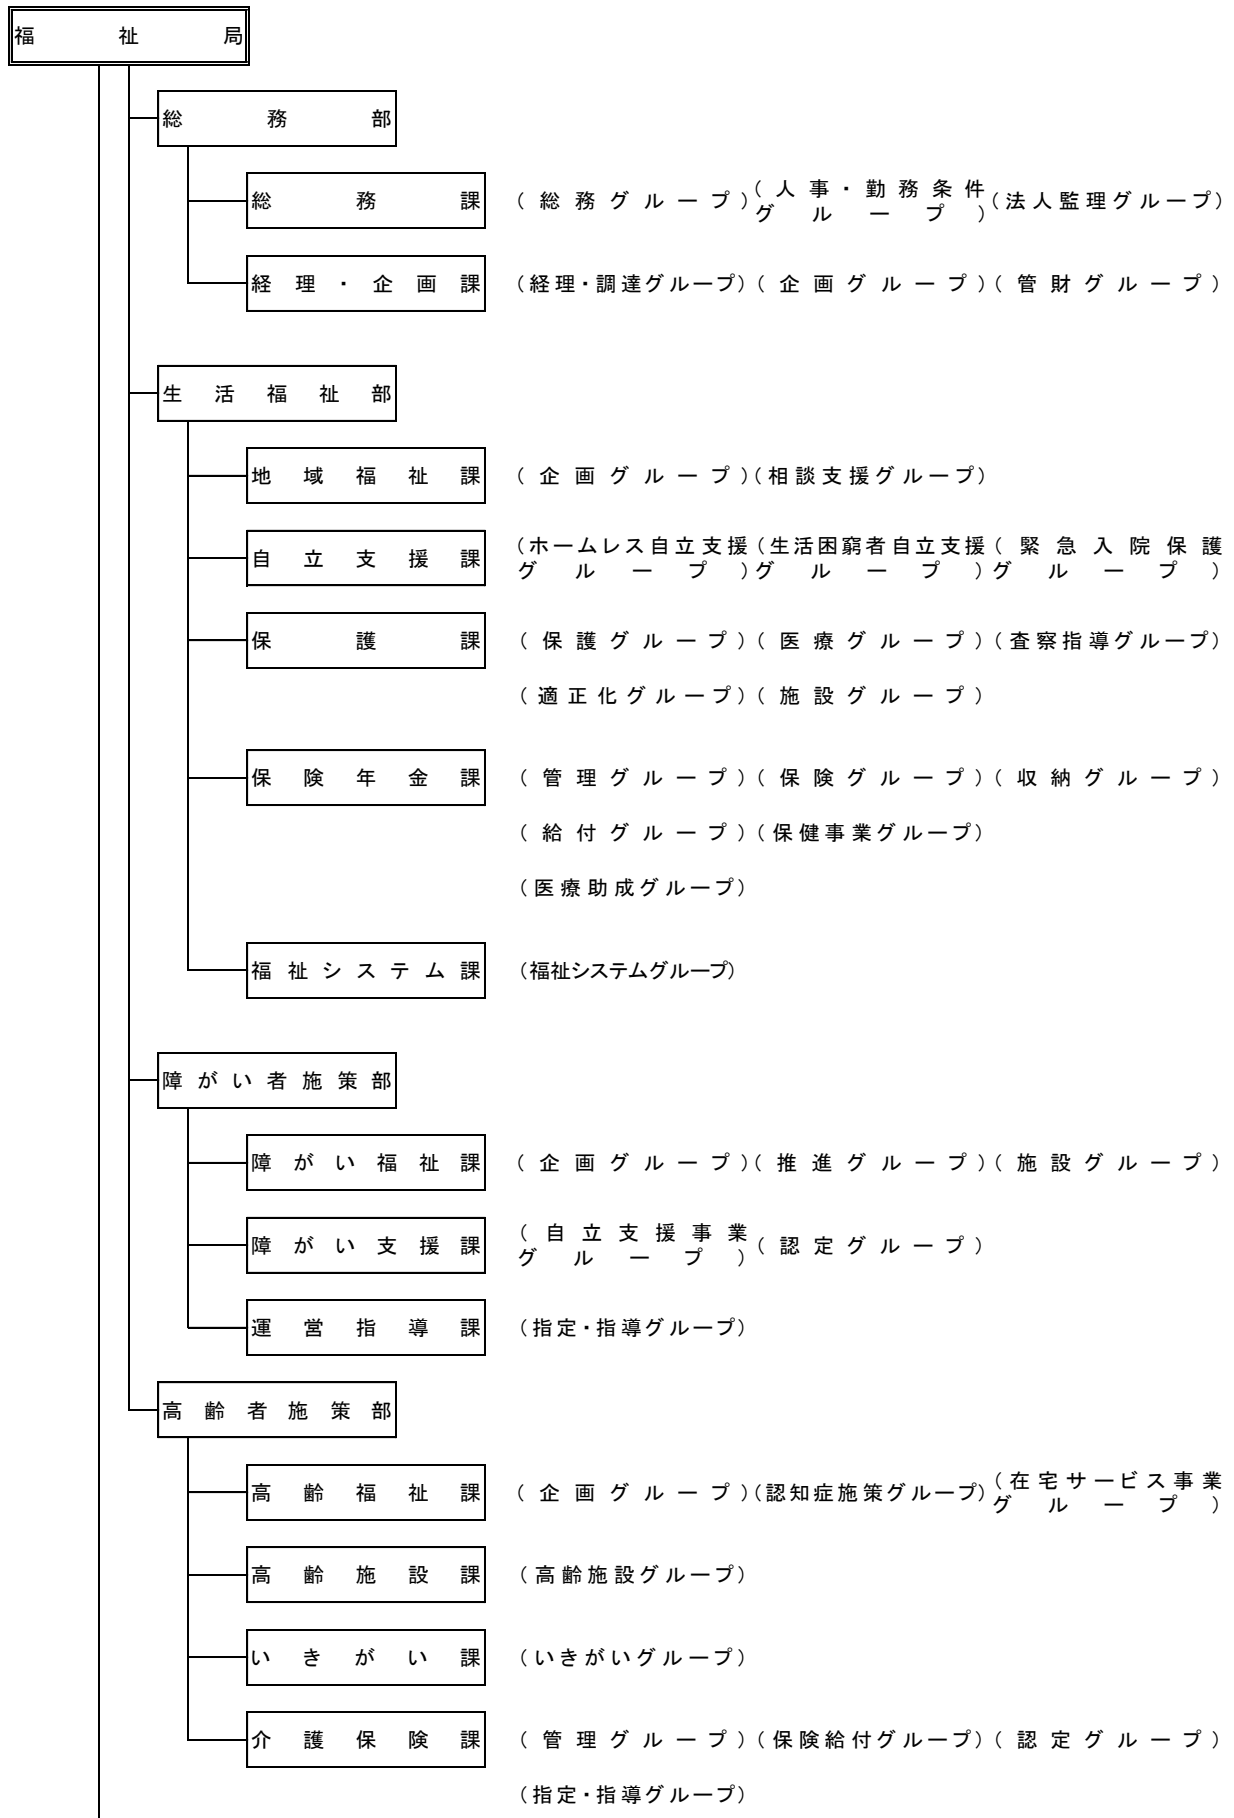 福祉局
総務部
総務課 (総務グループ)(人事・勤務条件グループ)(法人監理グループ)
経理・企画課 (経理・調達グループ)(企画グループ)(管財グループ)
生活福祉部
地域福祉課 (企画グループ)(相談支援グループ)
自立支援課 (ホームレス自立支援グループ)(生活困窮者自立支援グループ)(緊急入院保護グループ)
保護課 (保護グループ)(医療グループ)(査察指導グループ)
(適正化グループ)(施設グループ)
保険年金課 (管理グループ)(保険グループ)(収納グループ)
(給付グループ)(保健事業グループ)
(医療助成グループ)
福祉システム課 (福祉システムグループ)
障がい者施策部
障がい福祉課 (企画グループ)(推進グループ)(施設グループ)
障がい支援課 (自立支援事業グループ)(認定グループ)
運営指導課 (指定・指導グループ)
高齢者施策部
高齢福祉課 (企画グループ)(認知症施策グループ)(在宅サービス事業グループ)
高齢施設課 (高齢施設グループ)
いきがい課 (いきがいグループ)
介護保険課 (管理グループ)(保険給付グループ)(認定グループ)
(指定・指導グループ)